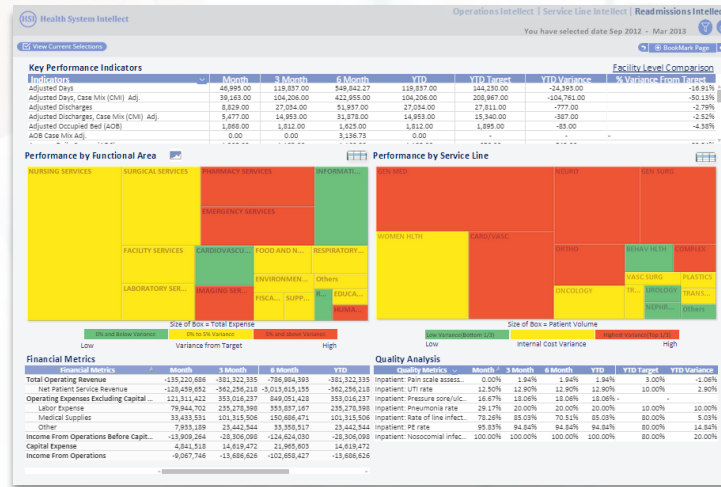 Operations Intellect | Service Line Intellect | Readmissions Intellec
HSI Health System Intellect
You have selected date Sep 2012 - Mar 2013
View Current Selections
BookMark Page
Key Performance Indicators Facility Level Comparison
Indicators Month 3 Month 6 Month YTD YTD Target YTD Variance % Variance From Target
Adjusted Days 46,995.00 119,837.00 549,842.27 119,837.00 144,230.00 -24,393.00 -16.91%
Adjusted Days, Case Mix (CMI) Adj. 39,163.00 104,206.00 422,955.00 104,206.00 208,967.00 -104,761.00 -50.13%
Adjusted Discharges 8,829.00 27,034.00 51,937.00 27,034.00 27,811.00 -777.00 -2.79%
Adjusted Discharges, Case Mix (CMI) Adj. 5,477.00 14,953.00 31,878.00 14,953.00 15,340.00 -387.00 -2.52%
Adjusted Occupied Bed (AOB) 1,868.00 1,812.00 1,625.00 1,812.00 1,895.00 -83.00 -4.38%
AOB Case Mix Adj. 0.00 0.00 3,136.73 0.00 - - -
Performance by Functional Area Performance by Service Line
NURSING SERVICES SURGICAL SERVICES PHARMACY SERVICES INFORMATI...
EMERGENCY SERVICES
FACILITY SERVICES CARDIOVASCU... FOOD AND N... RESPIRATORY...
LABORATORY SER... IMAGING SER... ENVIRONMEN... Others
FISCA... SUPP... R... EDUCA...
HUMA...
GEN MED NEURO GEN SURG
WOMEN HLTH CARD/VASC ORTHO BEHAV HLTH COMPLEX
VASC SURG PLASTICS
ONCOLOGY TR... UROLOGY TRANS...
NEPHR... Others
Size of Box = Total Expense
0% and Below Variance 0% to 5% Variance 5% and above Variance
Low Variance from Target High
Size of Box = Patient Volume
Low Variance(Bottom 1/3) Highest Variance(Top 1/3)
Low Internal Cost Variance High
Financial Metrics
Financial Metrics Month 3 Month 6 Month YTD
Total Operating Revenue -135,220,686 -381,322,335 -786,984,393 -381,322,335
Net Patient Service Revenue -128,459,652 -362,256,218 -3,013,615,155 -362,256,218
Operating Expenses Excluding Capital ... 121,311,422 353,016,237 849,051,428 353,016,237
Labor Expense 79,944,702 235,278,398 353,857,167 235,278,398
Medical Supplies 33,433,531 101,315,506 150,686,471 101,315,506
Other 7,933,189 25,442,544 33,358,517 25,442,544
Income From Operations Before Capit... -13,909,264 -28,306,098 -124,624,030 -28,306,098
Capital Expense 4,841,518 14,619,472 21,965,603 14,619,472
Income From Operations -9,067,746 -13,686,626 -102,658,427 -13,686,626
Quality Analysis
Quality Metrics Month 3 Month 6 Month YTD YTD Target YTD Variance
Inpatient: Pain scale assess.. 0.00% 1.94% 1.94% 1.94% 3.00% -1.06%
Inpatient: UTI rate 12.50% 12.90% 12.90% 12.90% 10.00% 2.90%
Inpatient: Pressure sore/ulc... 16.67% 18.06% 18.06% 18.06% - -
Inpatient: Pneumonia rate 29.17% 20.00% 20.00% 20.00% 10.00% 10.00%
Inpatient: Rate of line infect... 78.26% 85.03% 70.51% 85.03% 80.00% 5.03%
Inpatient: PE rate 95.83% 94.84% 94.84% 94.84% 80.00% 14.84%
Inpatient: Nosocomial infec... 100.00% 100.00% 100.00% 100.00% 80.00% 20.00%